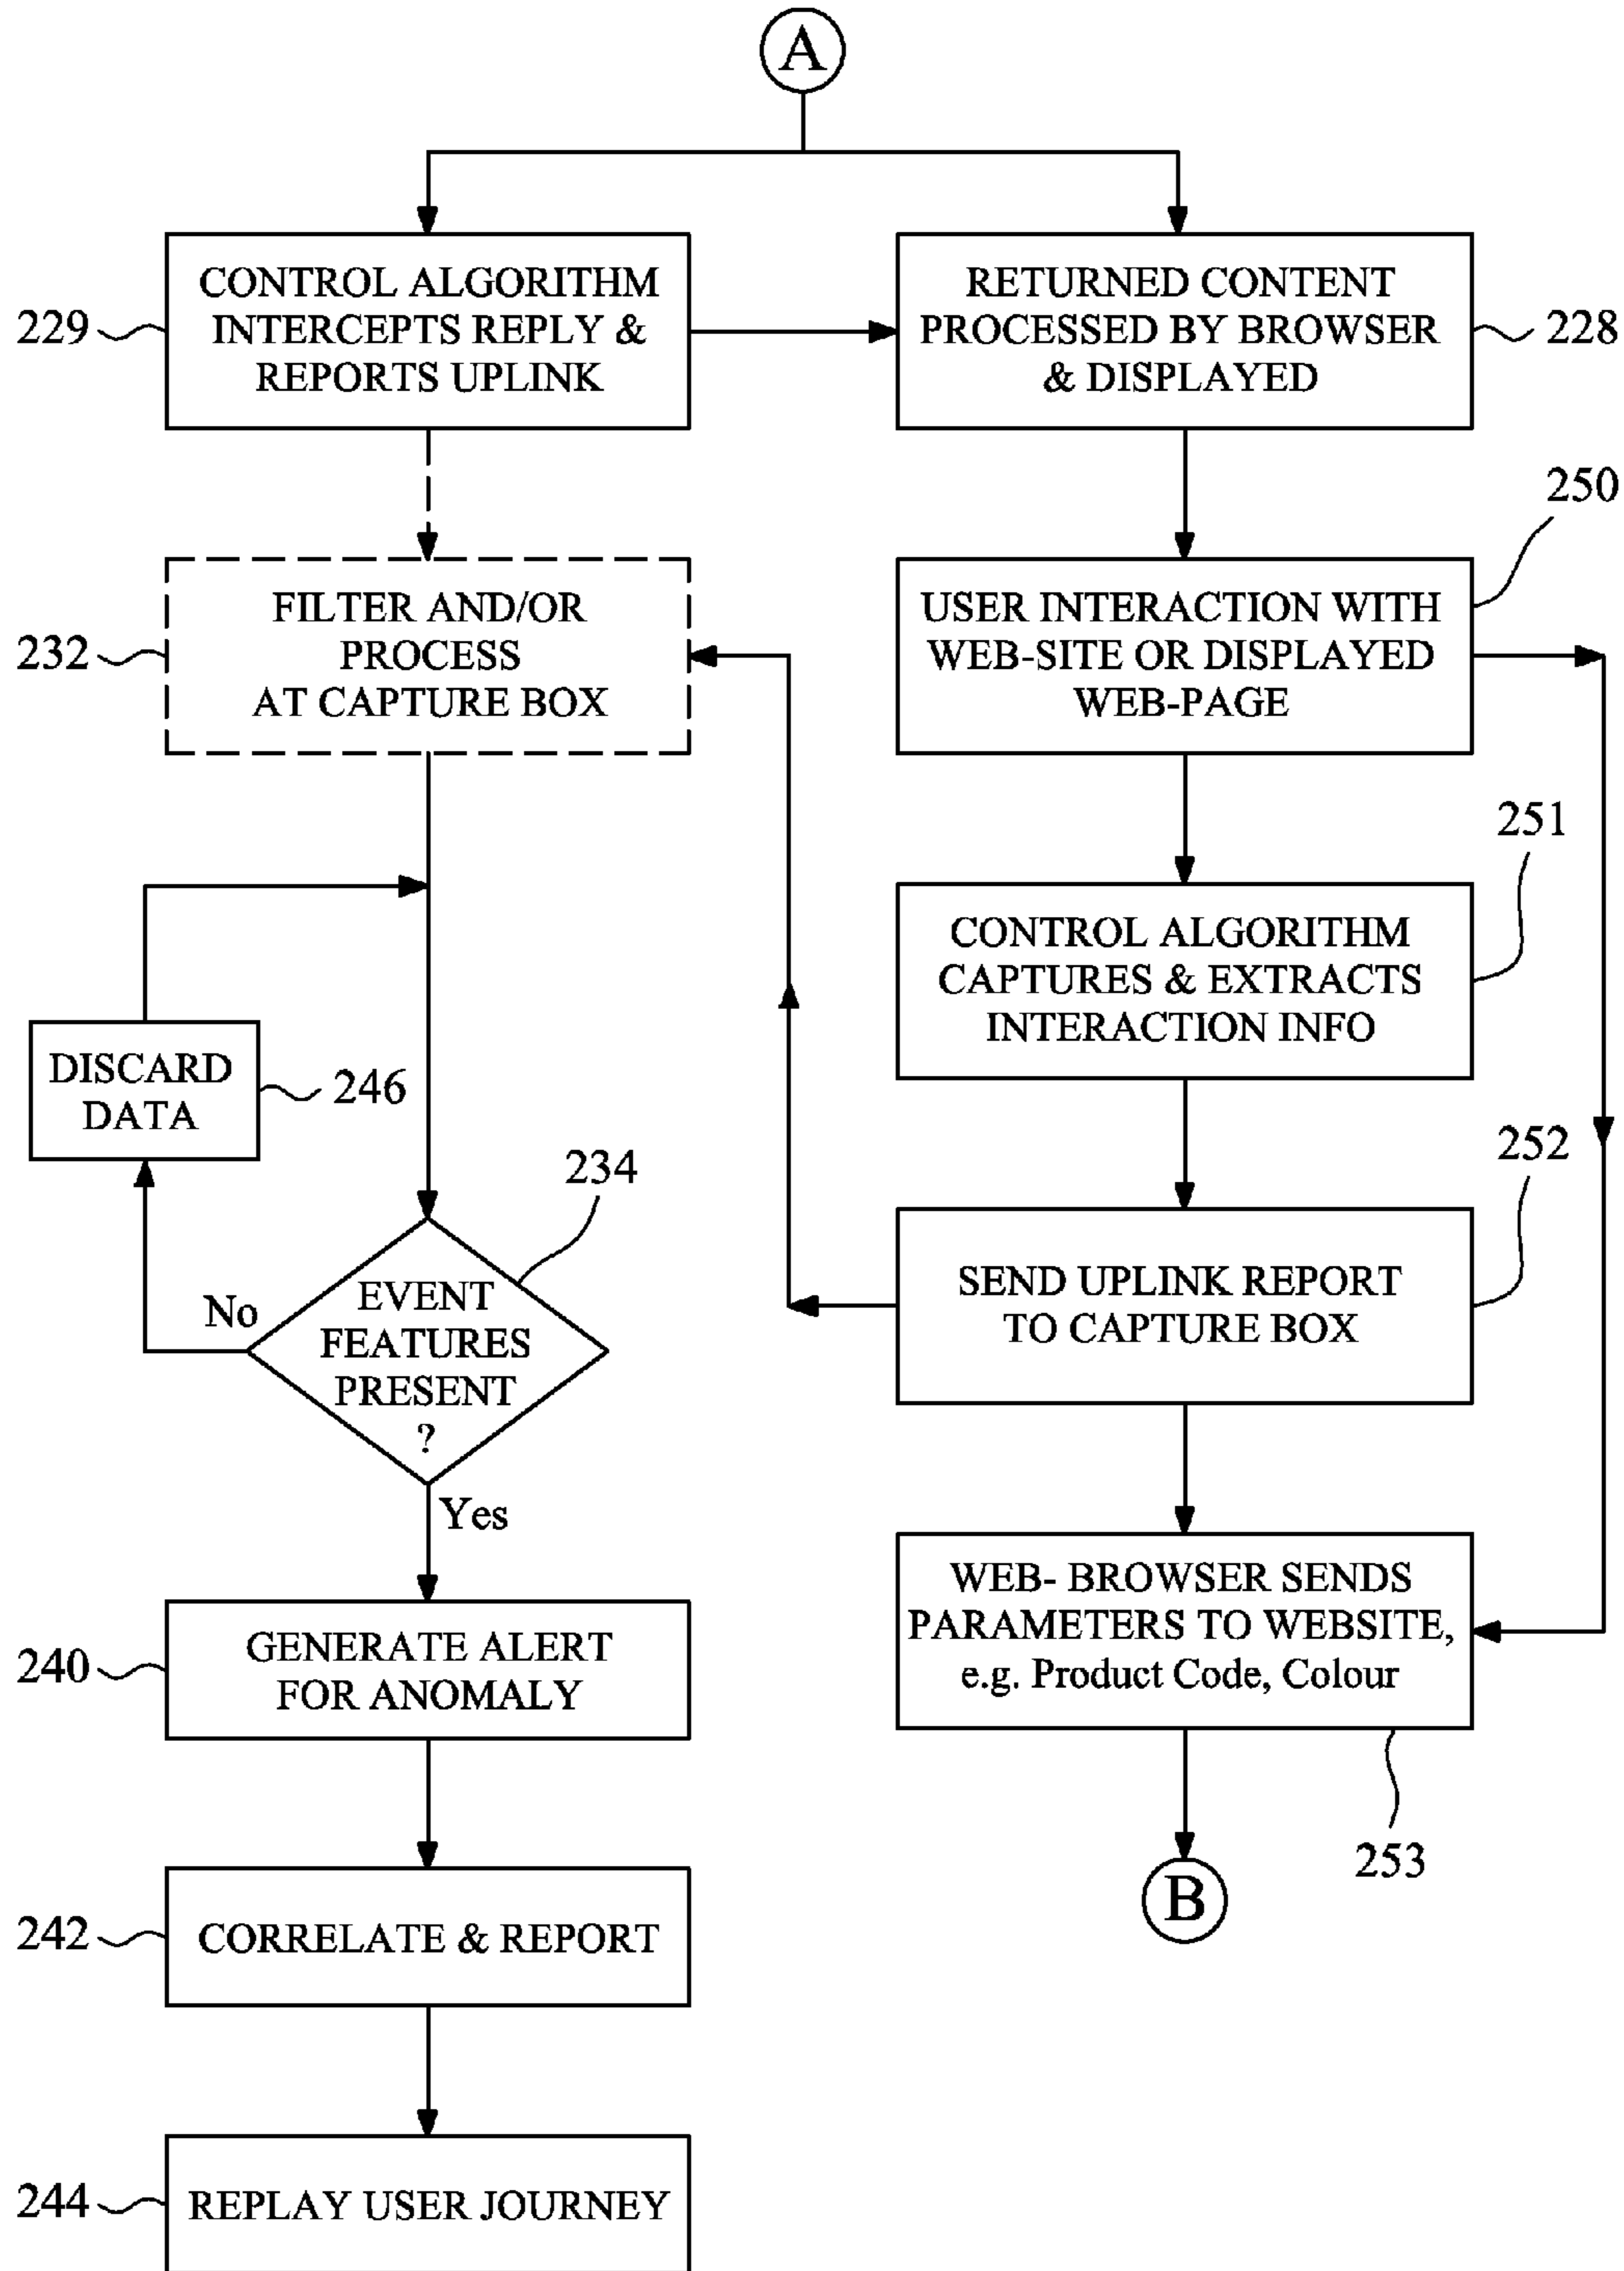 A
229
CONTROL ALGORITHM
INTERCEPTS REPLY &
REPORTS UPLINK
RETURNED CONTENT
PROCESSED BY BROWSER
& DISPLAYED
228
250
232
FILTER AND/OR
PROCESS
AT CAPTURE BOX
USER INTERACTION WITH
WEB-SITE OR DISPLAYED
WEB-PAGE
251
CONTROL ALGORITHM
CAPTURES & EXTRACTS
INTERACTION INFO
DISCARD
DATA
246
234
252
No
EVENT
FEATURES
PRESENT
?
Yes
SEND UPLINK REPORT
TO CAPTURE BOX
240
GENERATE ALERT
FOR ANOMALY
WEB- BROWSER SENDS
PARAMETERS TO WEBSITE,
e.g. Product Code, Colour
253
242
CORRELATE & REPORT
B
244
REPLAY USER JOURNEY